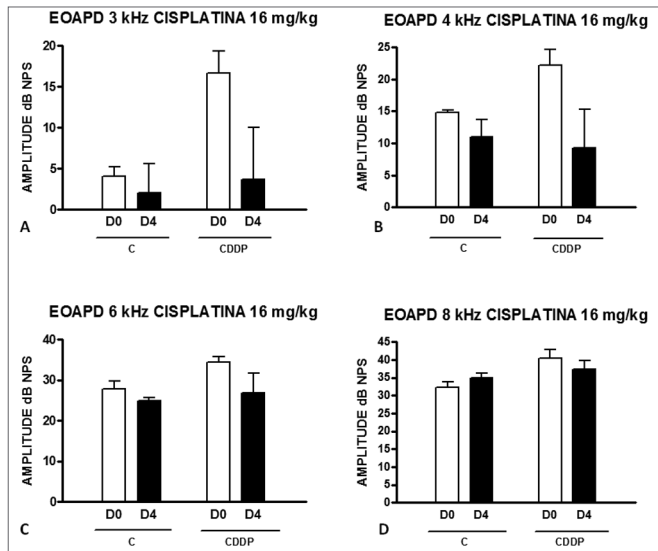 EOAPD 3 kHz CISPLATINA 16 mg/kg
AMPLITUDE dB NPS
20
15
10
5
0
D0 D4 D0 D4
C CDDP
A
EOAPD 4 kHz CISPLATINA 16 mg/kg
AMPLITUDE dB NPS
25
20
15
10
5
0
D0 D4 D0 D4
C CDDP
B
EOAPD 6 kHz CISPLATINA 16 mg/kg
AMPLITUDE dB NPS
40
30
20
10
0
D0 D4 D0 D4
C CDDP
C
EOAPD 8 kHz CISPLATINA 16 mg/kg
AMPLITUDE dB NPS
45
40
35
30
25
20
15
10
5
0
D0 D4 D0 D4
C CDDP
D